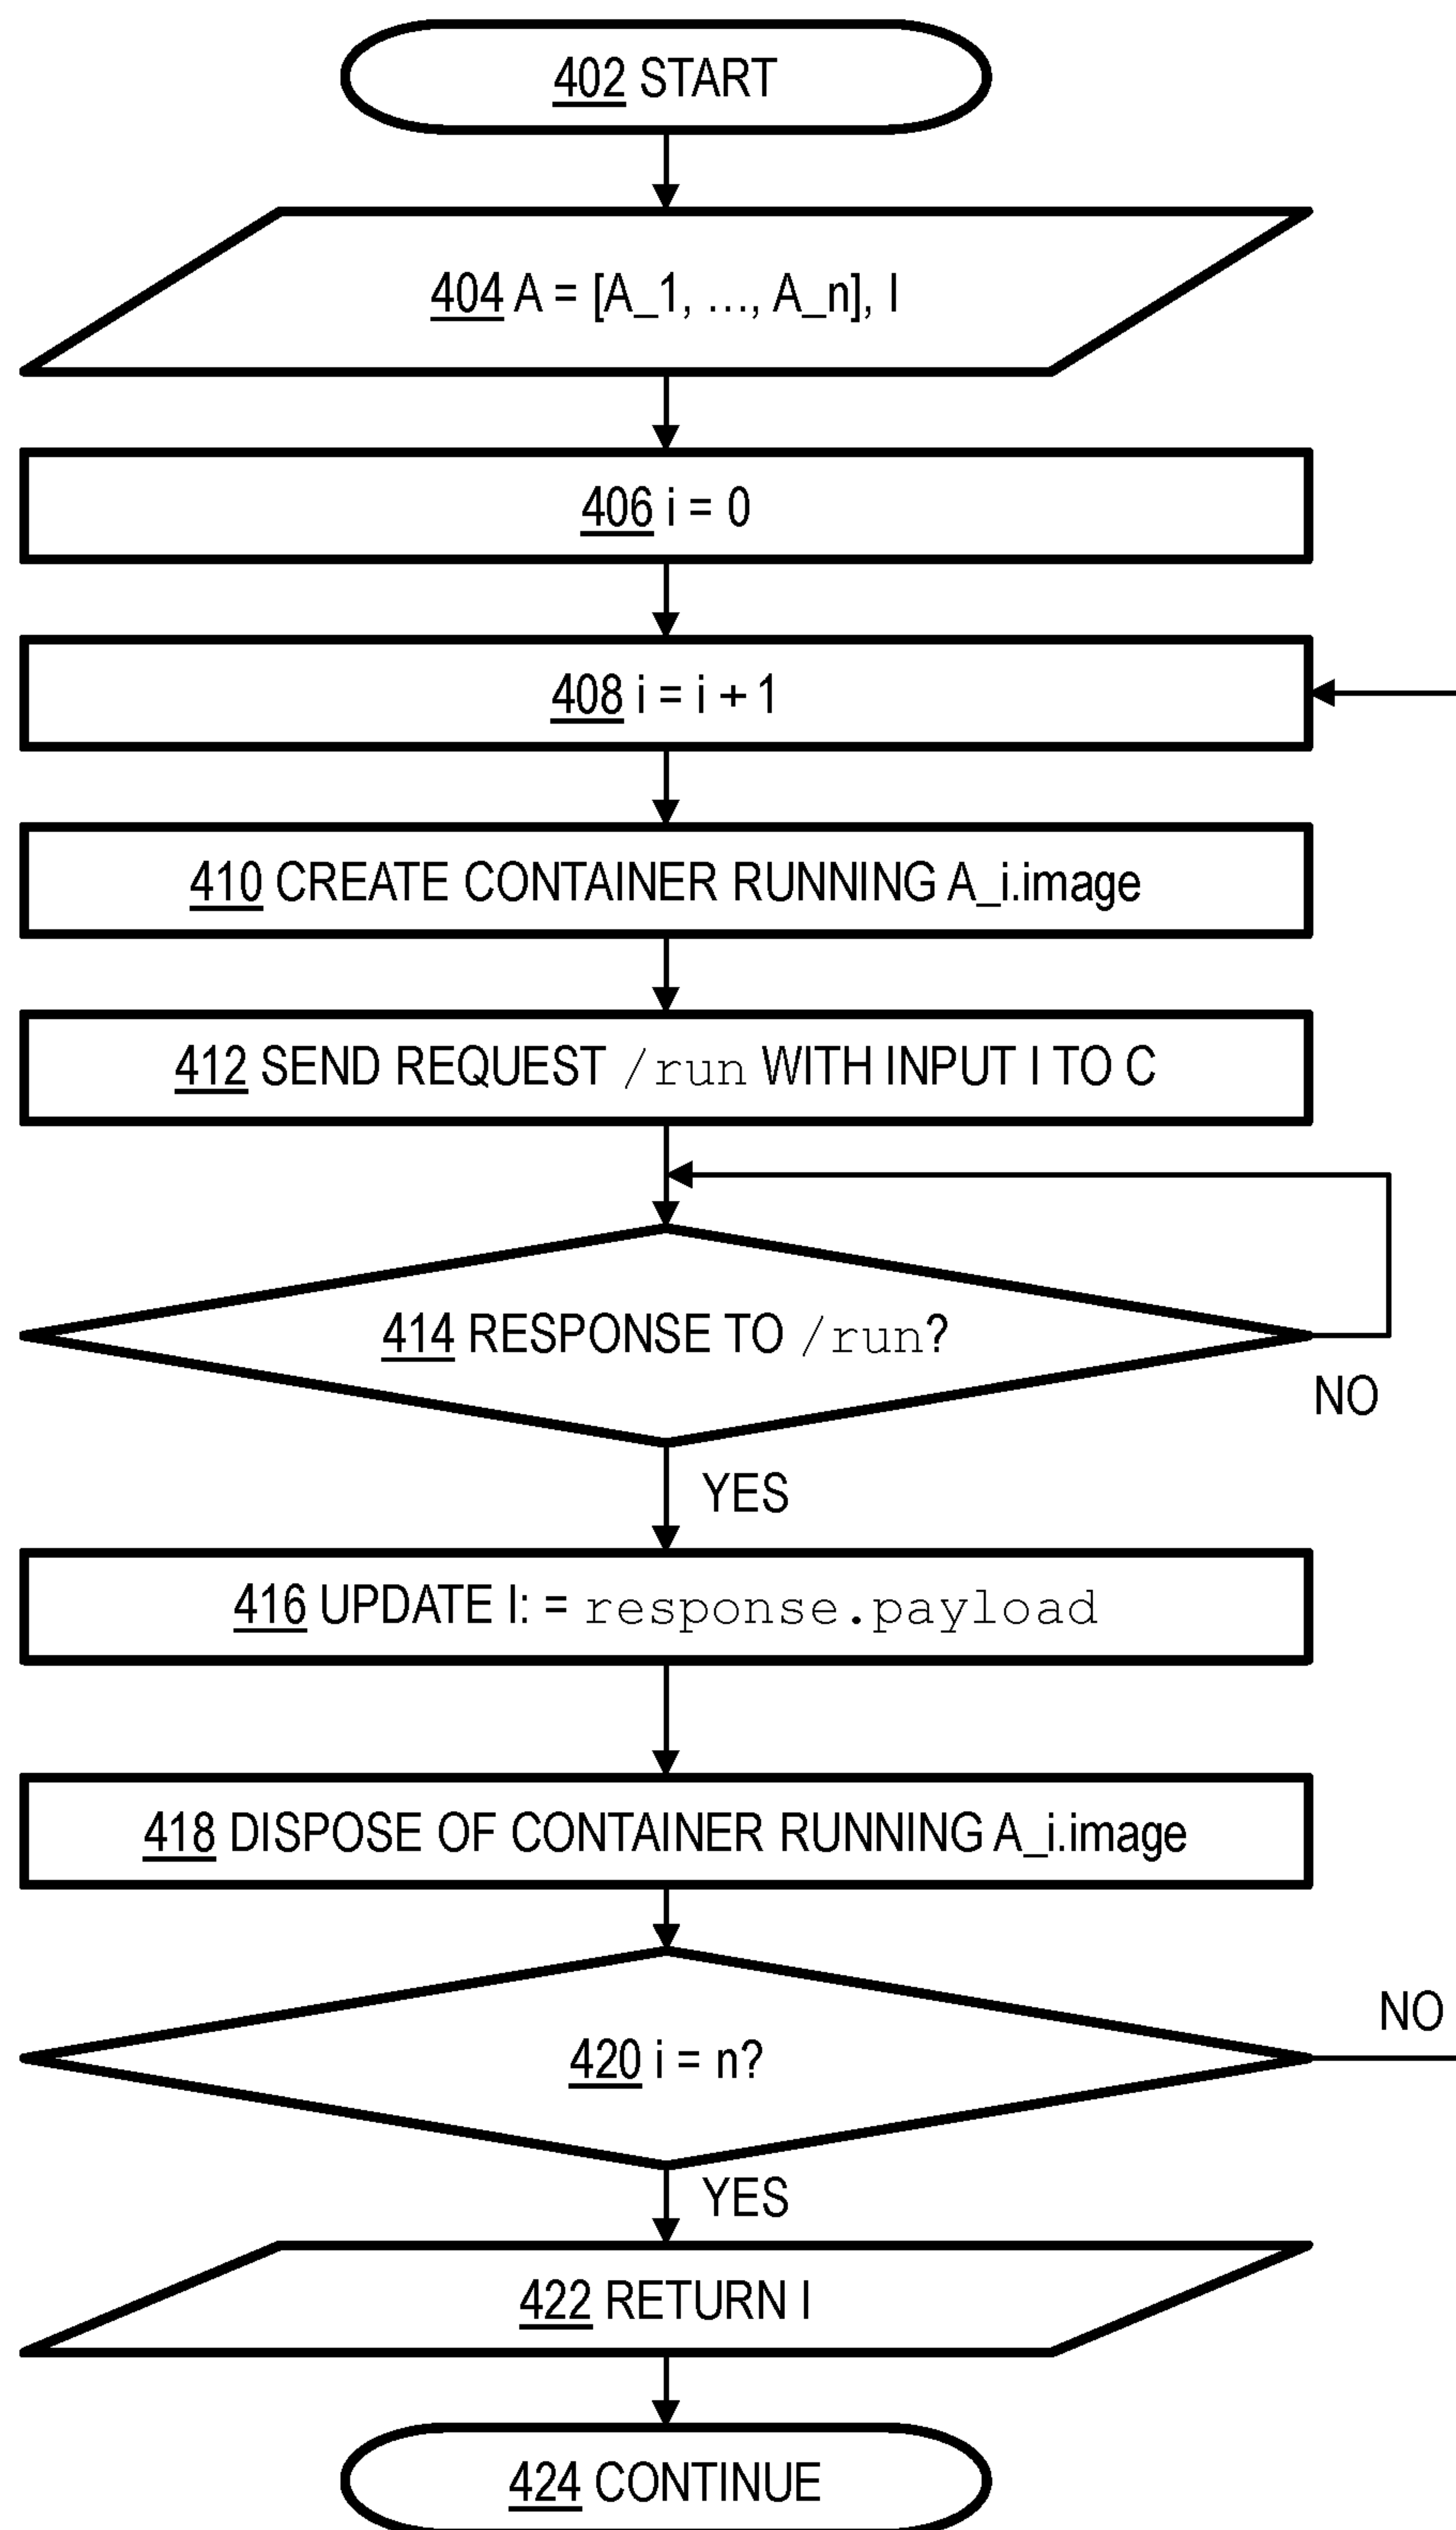 402 START
404 A = [A_1, ..., A_n], I
406 i = 0
408 i = i + 1
410 CREATE CONTAINER RUNNING A_i.image
412 SEND REQUEST /run WITH INPUT I TO C
414 RESPONSE TO /run?
NO
YES
416 UPDATE I: = response.payload
418 DISPOSE OF CONTAINER RUNNING A_i.image
NO
420 i = n?
YES
422 RETURN I
424 CONTINUE